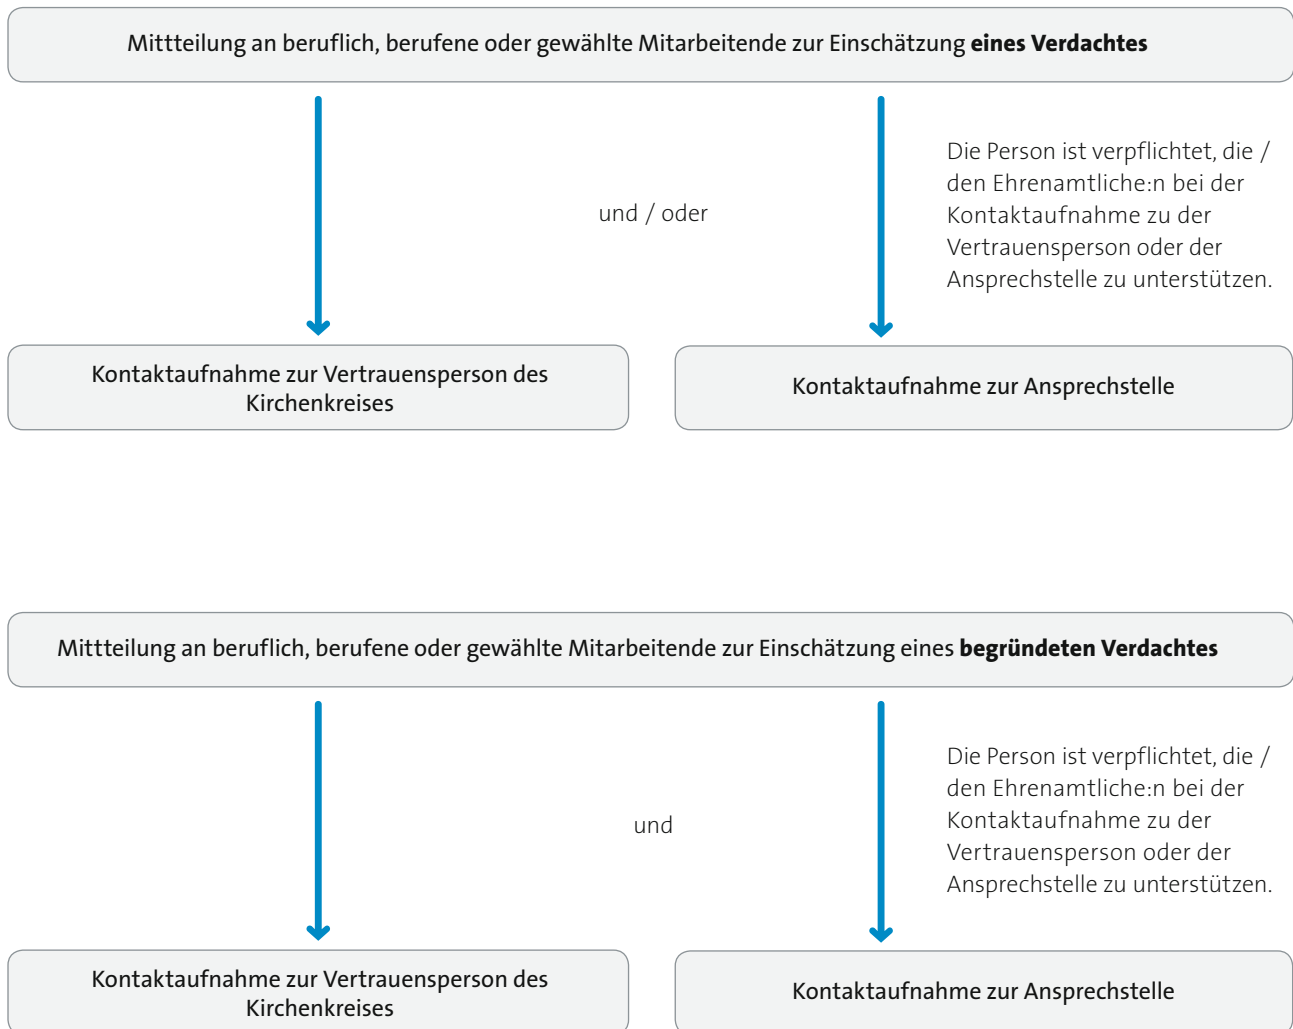 Mittteilung an beruflich, berufene oder gewählte Mitarbeitende zur Einschätzung eines Verdachtes
und / oder
Die Person ist verpflichtet, die /
den Ehrenamtliche:n bei der
Kontaktaufnahme zu der
Vertrauensperson oder der
Ansprechstelle zu unterstützen.
Kontaktaufnahme zur Vertrauensperson des
Kirchenkreises
Kontaktaufnahme zur Ansprechstelle
Mittteilung an beruflich, berufene oder gewählte Mitarbeitende zur Einschätzung eines begründeten Verdachtes
und
Die Person ist verpflichtet, die /
den Ehrenamtliche:n bei der
Kontaktaufnahme zu der
Vertrauensperson oder der
Ansprechstelle zu unterstützen.
Kontaktaufnahme zur Vertrauensperson des
Kirchenkreises
Kontaktaufnahme zur Ansprechstelle